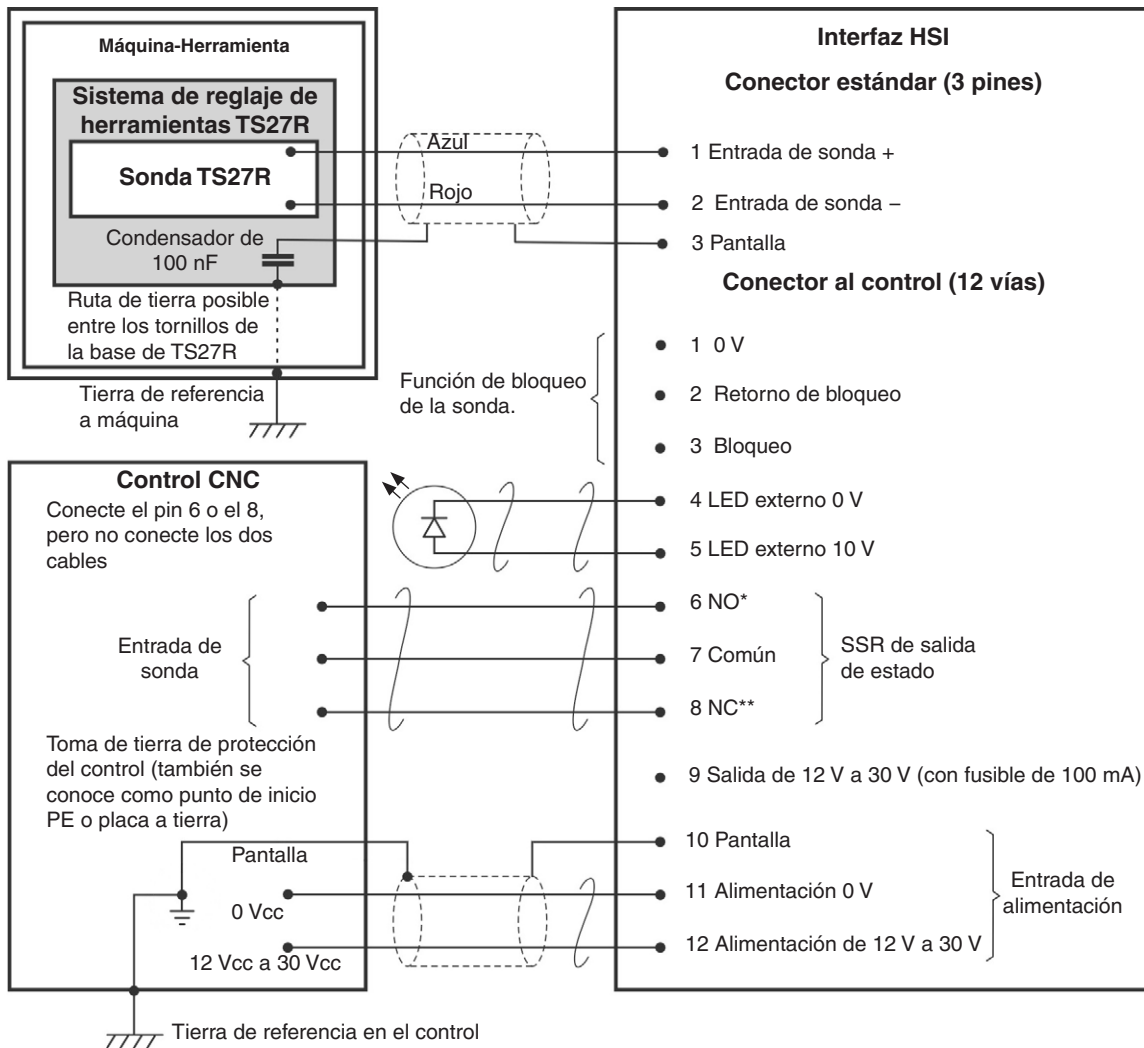 Máquina-Herramienta
Sistema de reglaje de
herramientas TS27R
Sonda TS27R
Condensador de
100 nF
Ruta de tierra posible
entre los tornillos de
la base de TS27R
Tierra de referencia
a máquina
Azul
Rojo
Interfaz HSI
Conector estándar (3 pines)
1 Entrada de sonda +
2 Entrada de sonda –
3 Pantalla
Conector al control (12 vías)
Función de bloqueo
de la sonda.
1 0 V
2 Retorno de bloqueo
3 Bloqueo
4 LED externo 0 V
5 LED externo 10 V
6 NO*
7 Común
8 NC**
SSR de salida
de estado
9 Salida de 12 V a 30 V (con fusible de 100 mA)
10 Pantalla
11 Alimentación 0 V
12 Alimentación de 12 V a 30 V
Entrada de
alimentación
Control CNC
Conecte el pin 6 o el 8,
pero no conecte los dos
cables
Entrada de
sonda
Toma de tierra de protección
del control (también se
conoce como punto de inicio
PE o placa a tierra)
Pantalla
0 Vcc
12 Vcc a 30 Vcc
Tierra de referencia en el control